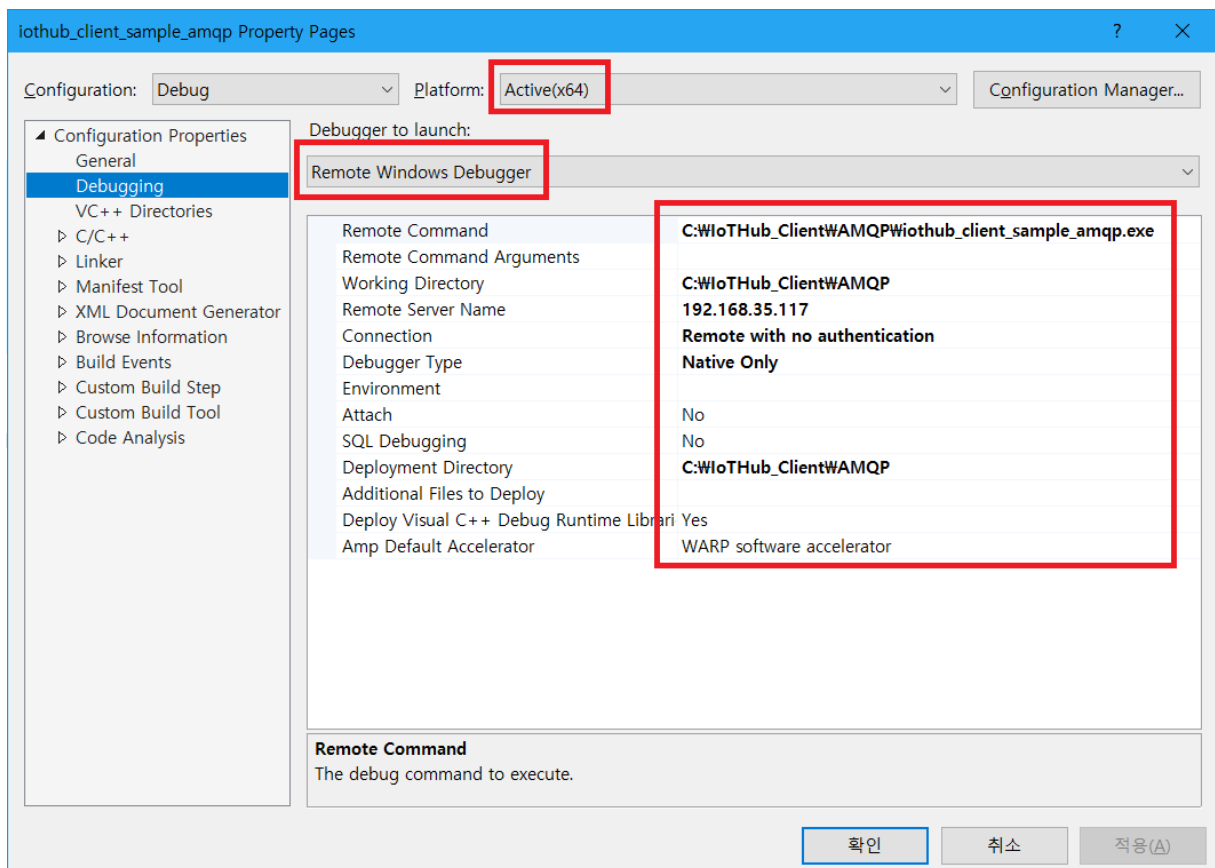 iothub_client_sample_amqp Property Pages
Configuration: Debug Platform: Active(x64) Configuration Manager...
Configuration Properties
General
Debugging
VC++ Directories
C/C++
Linker
Manifest Tool
XML Document Generator
Browse Information
Build Events
Custom Build Step
Custom Build Tool
Code Analysis
Debugger to launch:
Remote Windows Debugger
Remote Command C:₩IoTHub_Client₩AMQP₩iothub_client_sample_amqp.exe
Remote Command Arguments
Working Directory C:₩IoTHub_Client₩AMQP
Remote Server Name 192.168.35.117
Connection Remote with no authentication
Debugger Type Native Only
Environment
Attach No
SQL Debugging No
Deployment Directory C:₩IoTHub_Client₩AMQP
Additional Files to Deploy
Deploy Visual C++ Debug Runtime Librari Yes
Amp Default Accelerator WARP software accelerator
Remote Command
The debug command to execute.
확인 취소 적용(A)